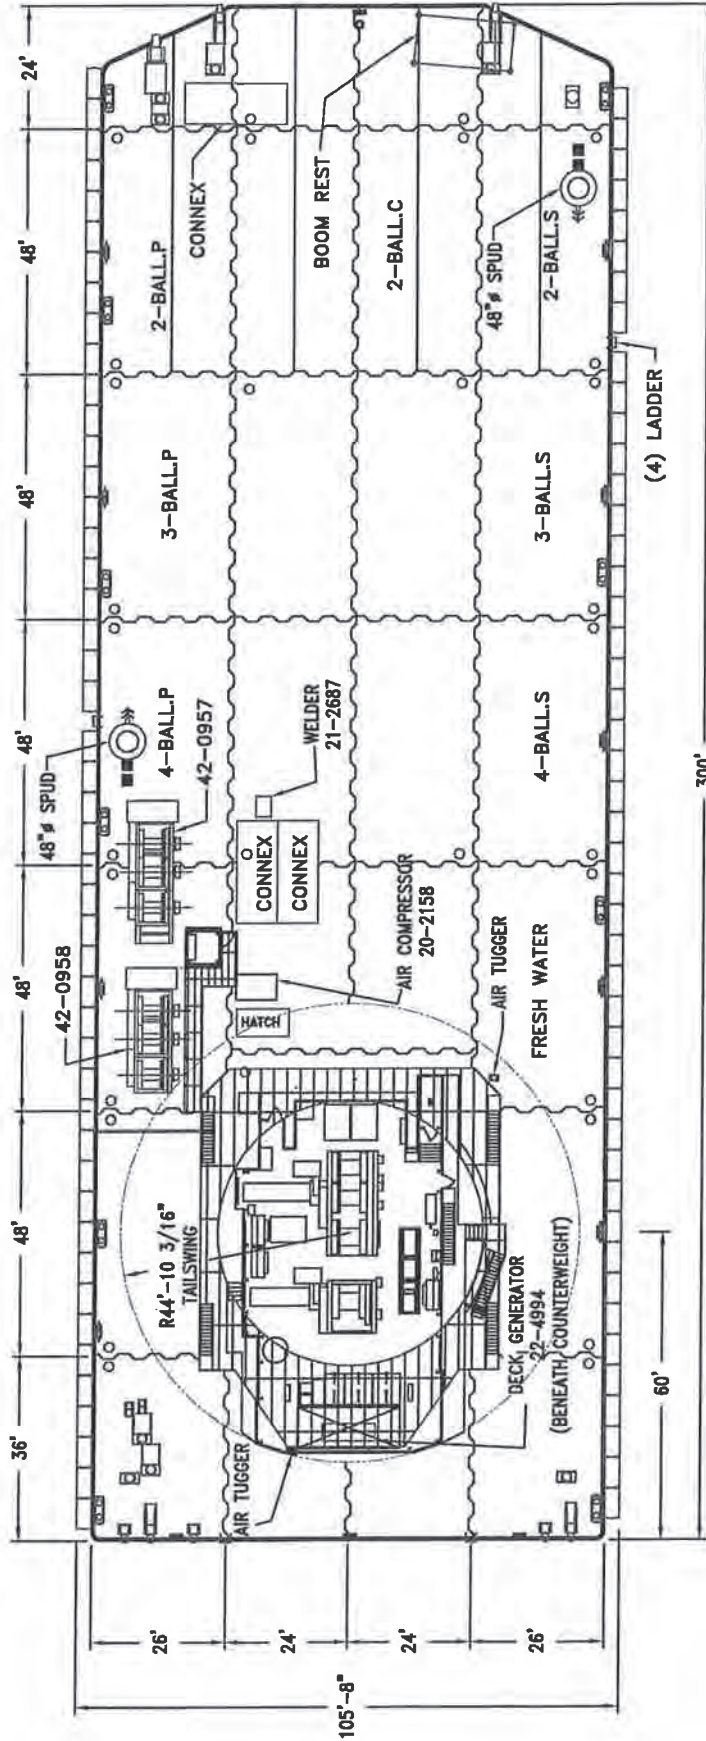 36'
48'
48'
48'
48'
48'
24'
42-0958
42-0957
48"ø SPUD
4-BALL.P
3-BALL.P
2-BALL.P
CONNEX
R44'-10 3/16"
TAILSWING
HATCH
CONNEX
CONNEX
WELDER
21-2687
AIR COMPRESSOR
20-2158
BOOM REST
2-BALL.C
AIR TUGGER
DECK GENERATOR
22-4994
(BENEATH COUNTERWEIGHT)
AIR TUGGER
FRESH WATER
4-BALL.S
3-BALL.S
2-BALL.S
48"ø SPUD
(4) LADDER
60'
300'
26'
24'
24'
26'
105'-8"